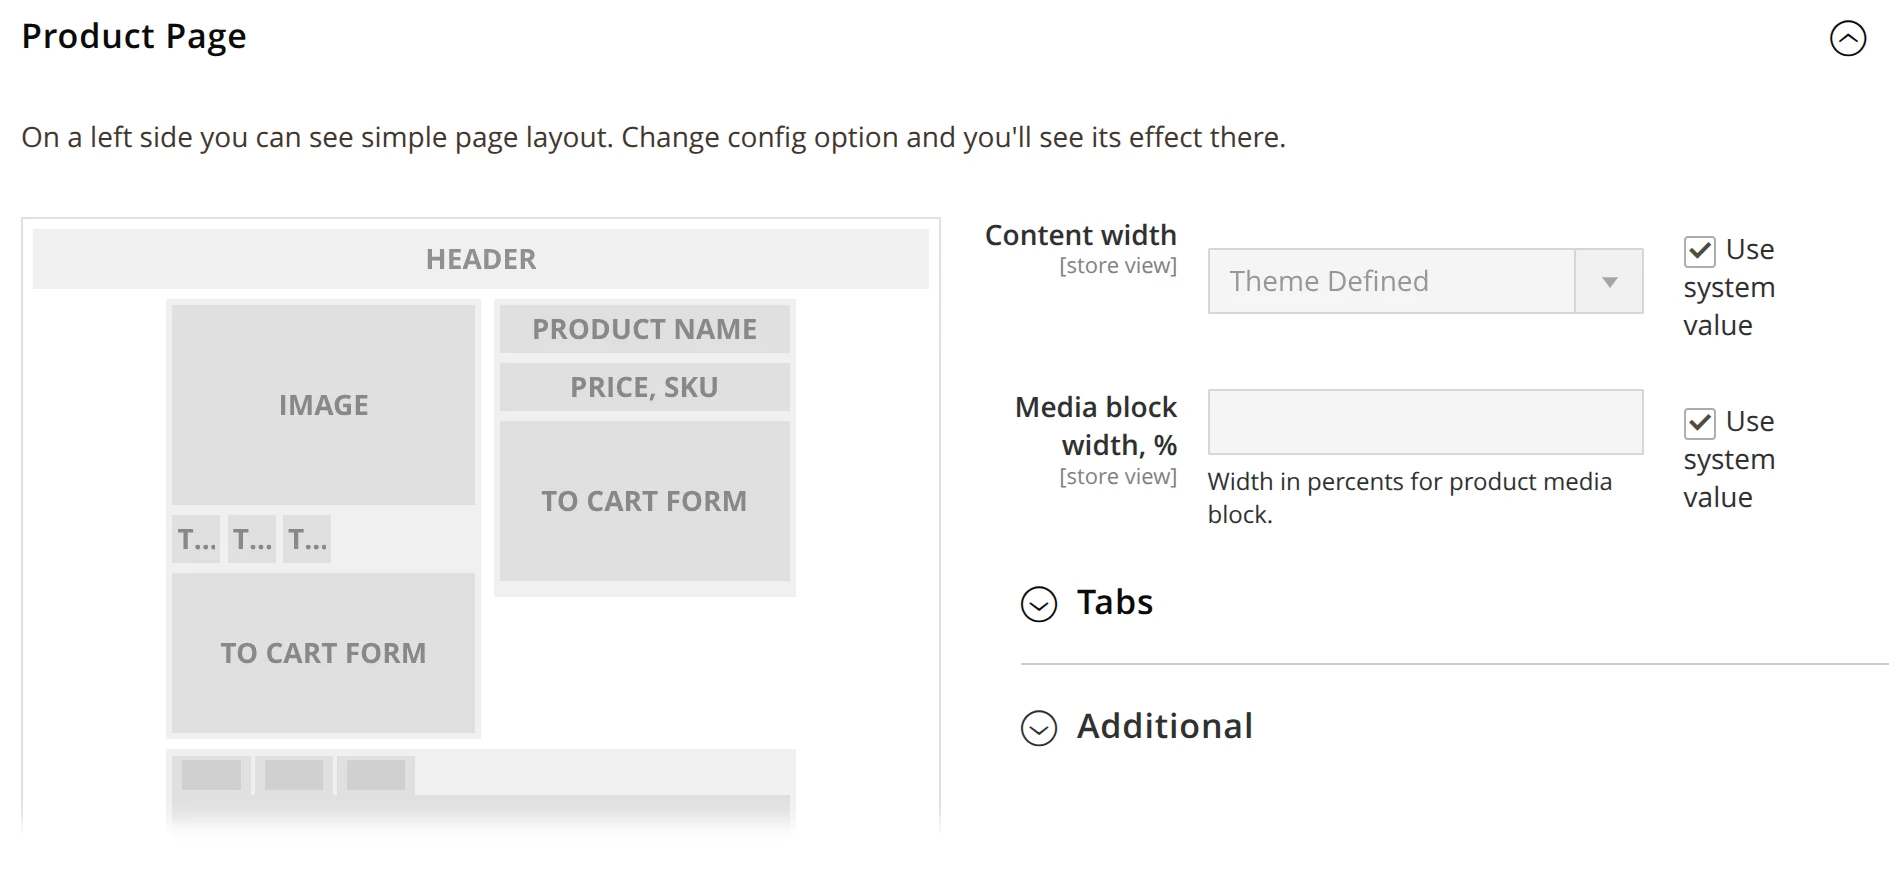 Product Page
On a left side you can see simple page layout. Change config option and you'll see its effect there.
HEADER
IMAGE
T... T... T...
TO CART FORM
PRODUCT NAME
PRICE, SKU
TO CART FORM
Content width
[store view]
Theme Defined
Use
system
value
Media block
width, %
[store view]
Width in percents for product media
block.
Use
system
value
Tabs
Additional